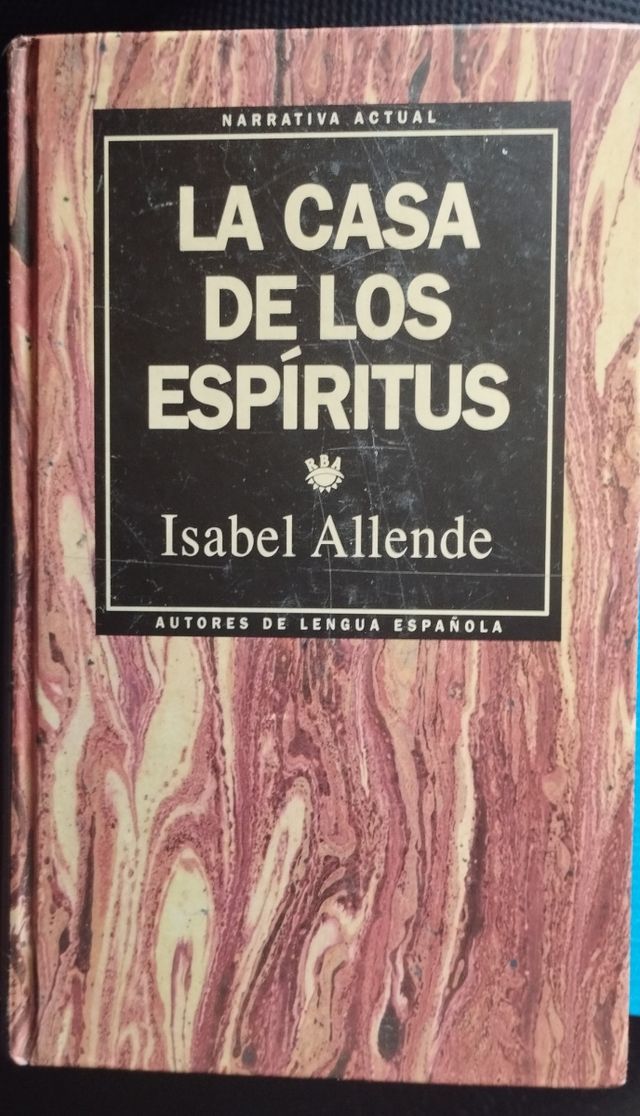 NARRATIVA ACTUAL
LA CASA
DE LOS
ESPÍRITUS
RBA
Isabel Allende
AUTORES DE LENGUA ESPAÑOLA